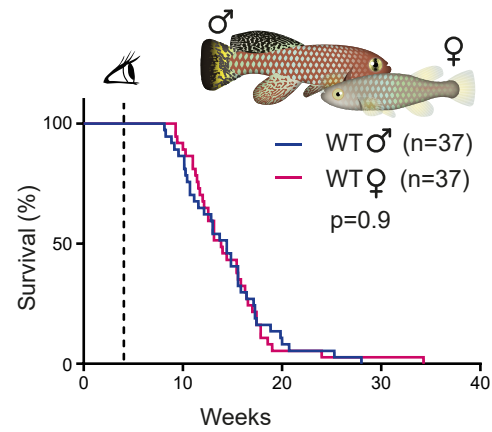 ♂
♀
100
50
0
Survival (%)
WT ♂ (n=37)
WT ♀ (n=37)
p=0.9
0 10 20 30 40
Weeks